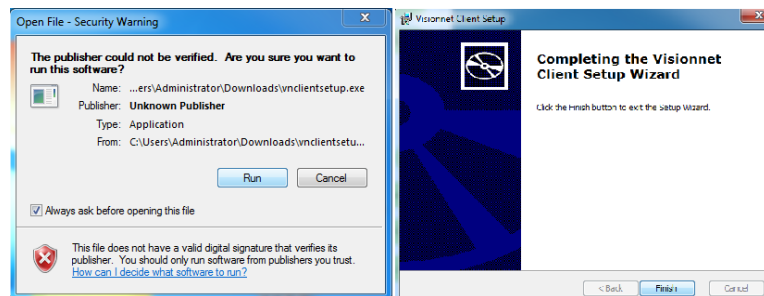 Open File - Security Warning
The publisher could not be verified. Are you sure you want to
run this software?
Name: ...ers\Administrator\Downloads\vnclientsetup.exe
Publisher: Unknown Publisher
Type: Application
From: C:\Users\Administrator\Downloads\vnclientsetu...
Run Cancel
Always ask before opening this file
This file does not have a valid digital signature that verifies its
publisher. You should only run software from publishers you trust.
How can I decide what software to run?
Visionnet Client Setup
Completing the Visionnet
Client Setup Wizard
Click the Finish button to exit the Setup Wizard.
< Back Finish Cancel